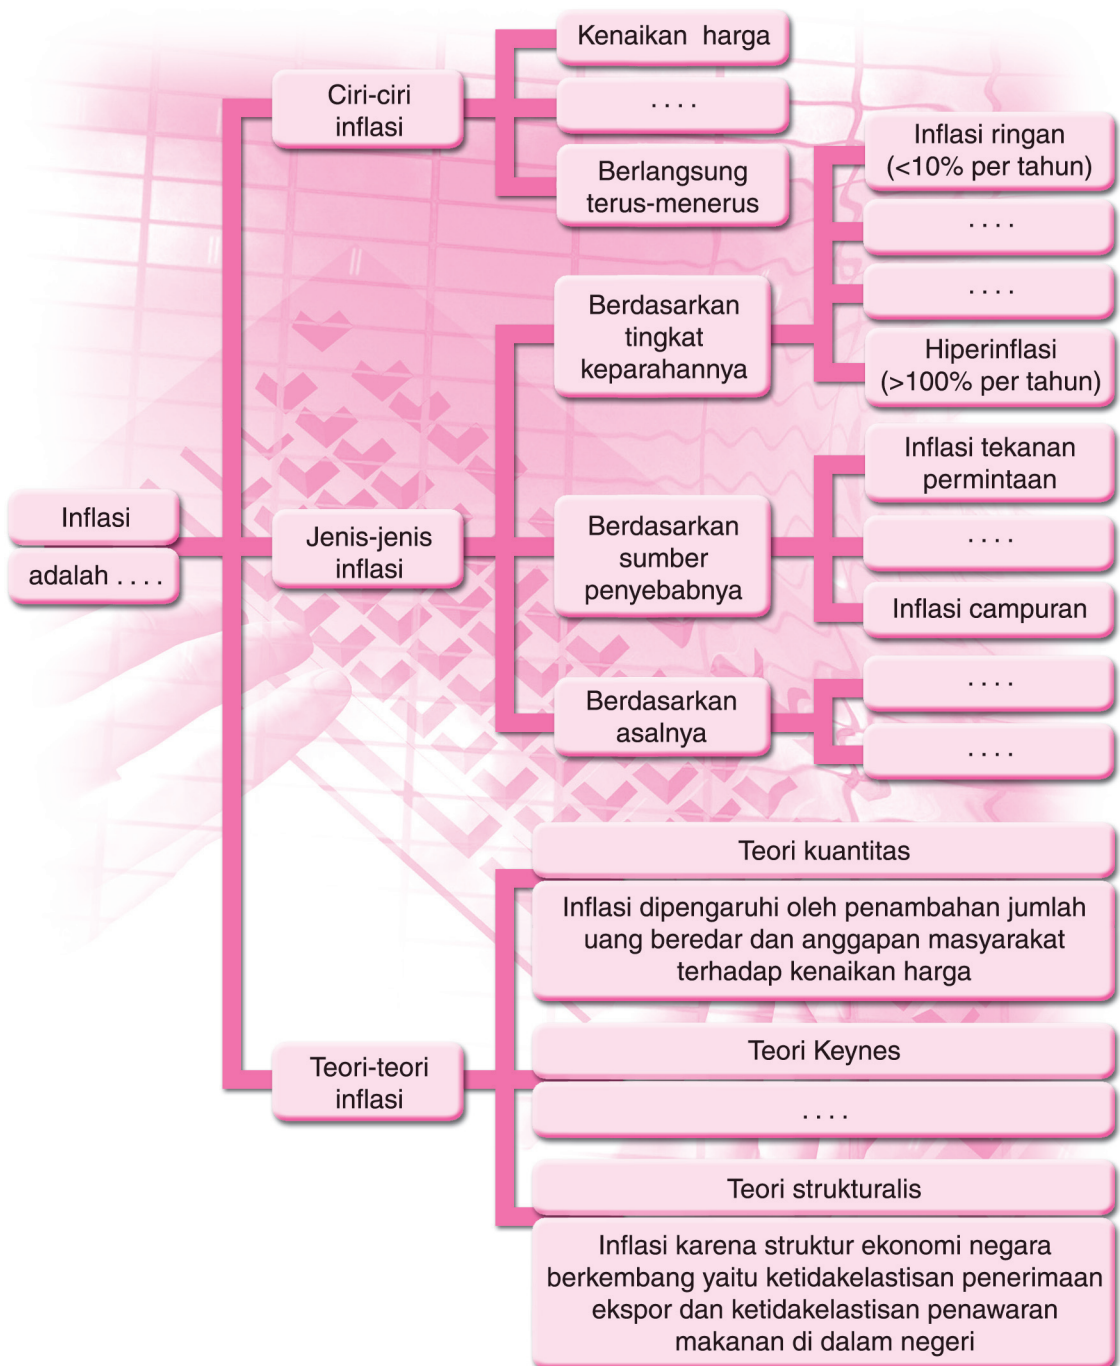 Inflasi
adalah . . . .
Ciri-ciri
inflasi
Kenaikan harga
. . . .
Berlangsung
terus-menerus
Jenis-jenis
inflasi
Berdasarkan
tingkat
keparahannya
Inflasi ringan
(<10% per tahun)
. . . .
. . . .
Hiperinflasi
(>100% per tahun)
Berdasarkan
sumber
penyebabnya
Inflasi tekanan
permintaan
. . . .
Inflasi campuran
Berdasarkan
asalnya
. . . .
. . . .
Teori-teori
inflasi
Teori kuantitas
Inflasi dipengaruhi oleh penambahan jumlah
uang beredar dan anggapan masyarakat
terhadap kenaikan harga
Teori Keynes
. . . .
Teori strukturalis
Inflasi karena struktur ekonomi negara
berkembang yaitu ketidakelastisan penerimaan
ekspor dan ketidakelastisan penawaran
makanan di dalam negeri